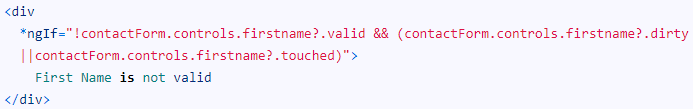 <div
*ngIf="!contactForm.controls.firstname?.valid && (contactForm.controls.firstname?.dirty
||contactForm.controls.firstname?.touched)">
First Name is not valid
</div>